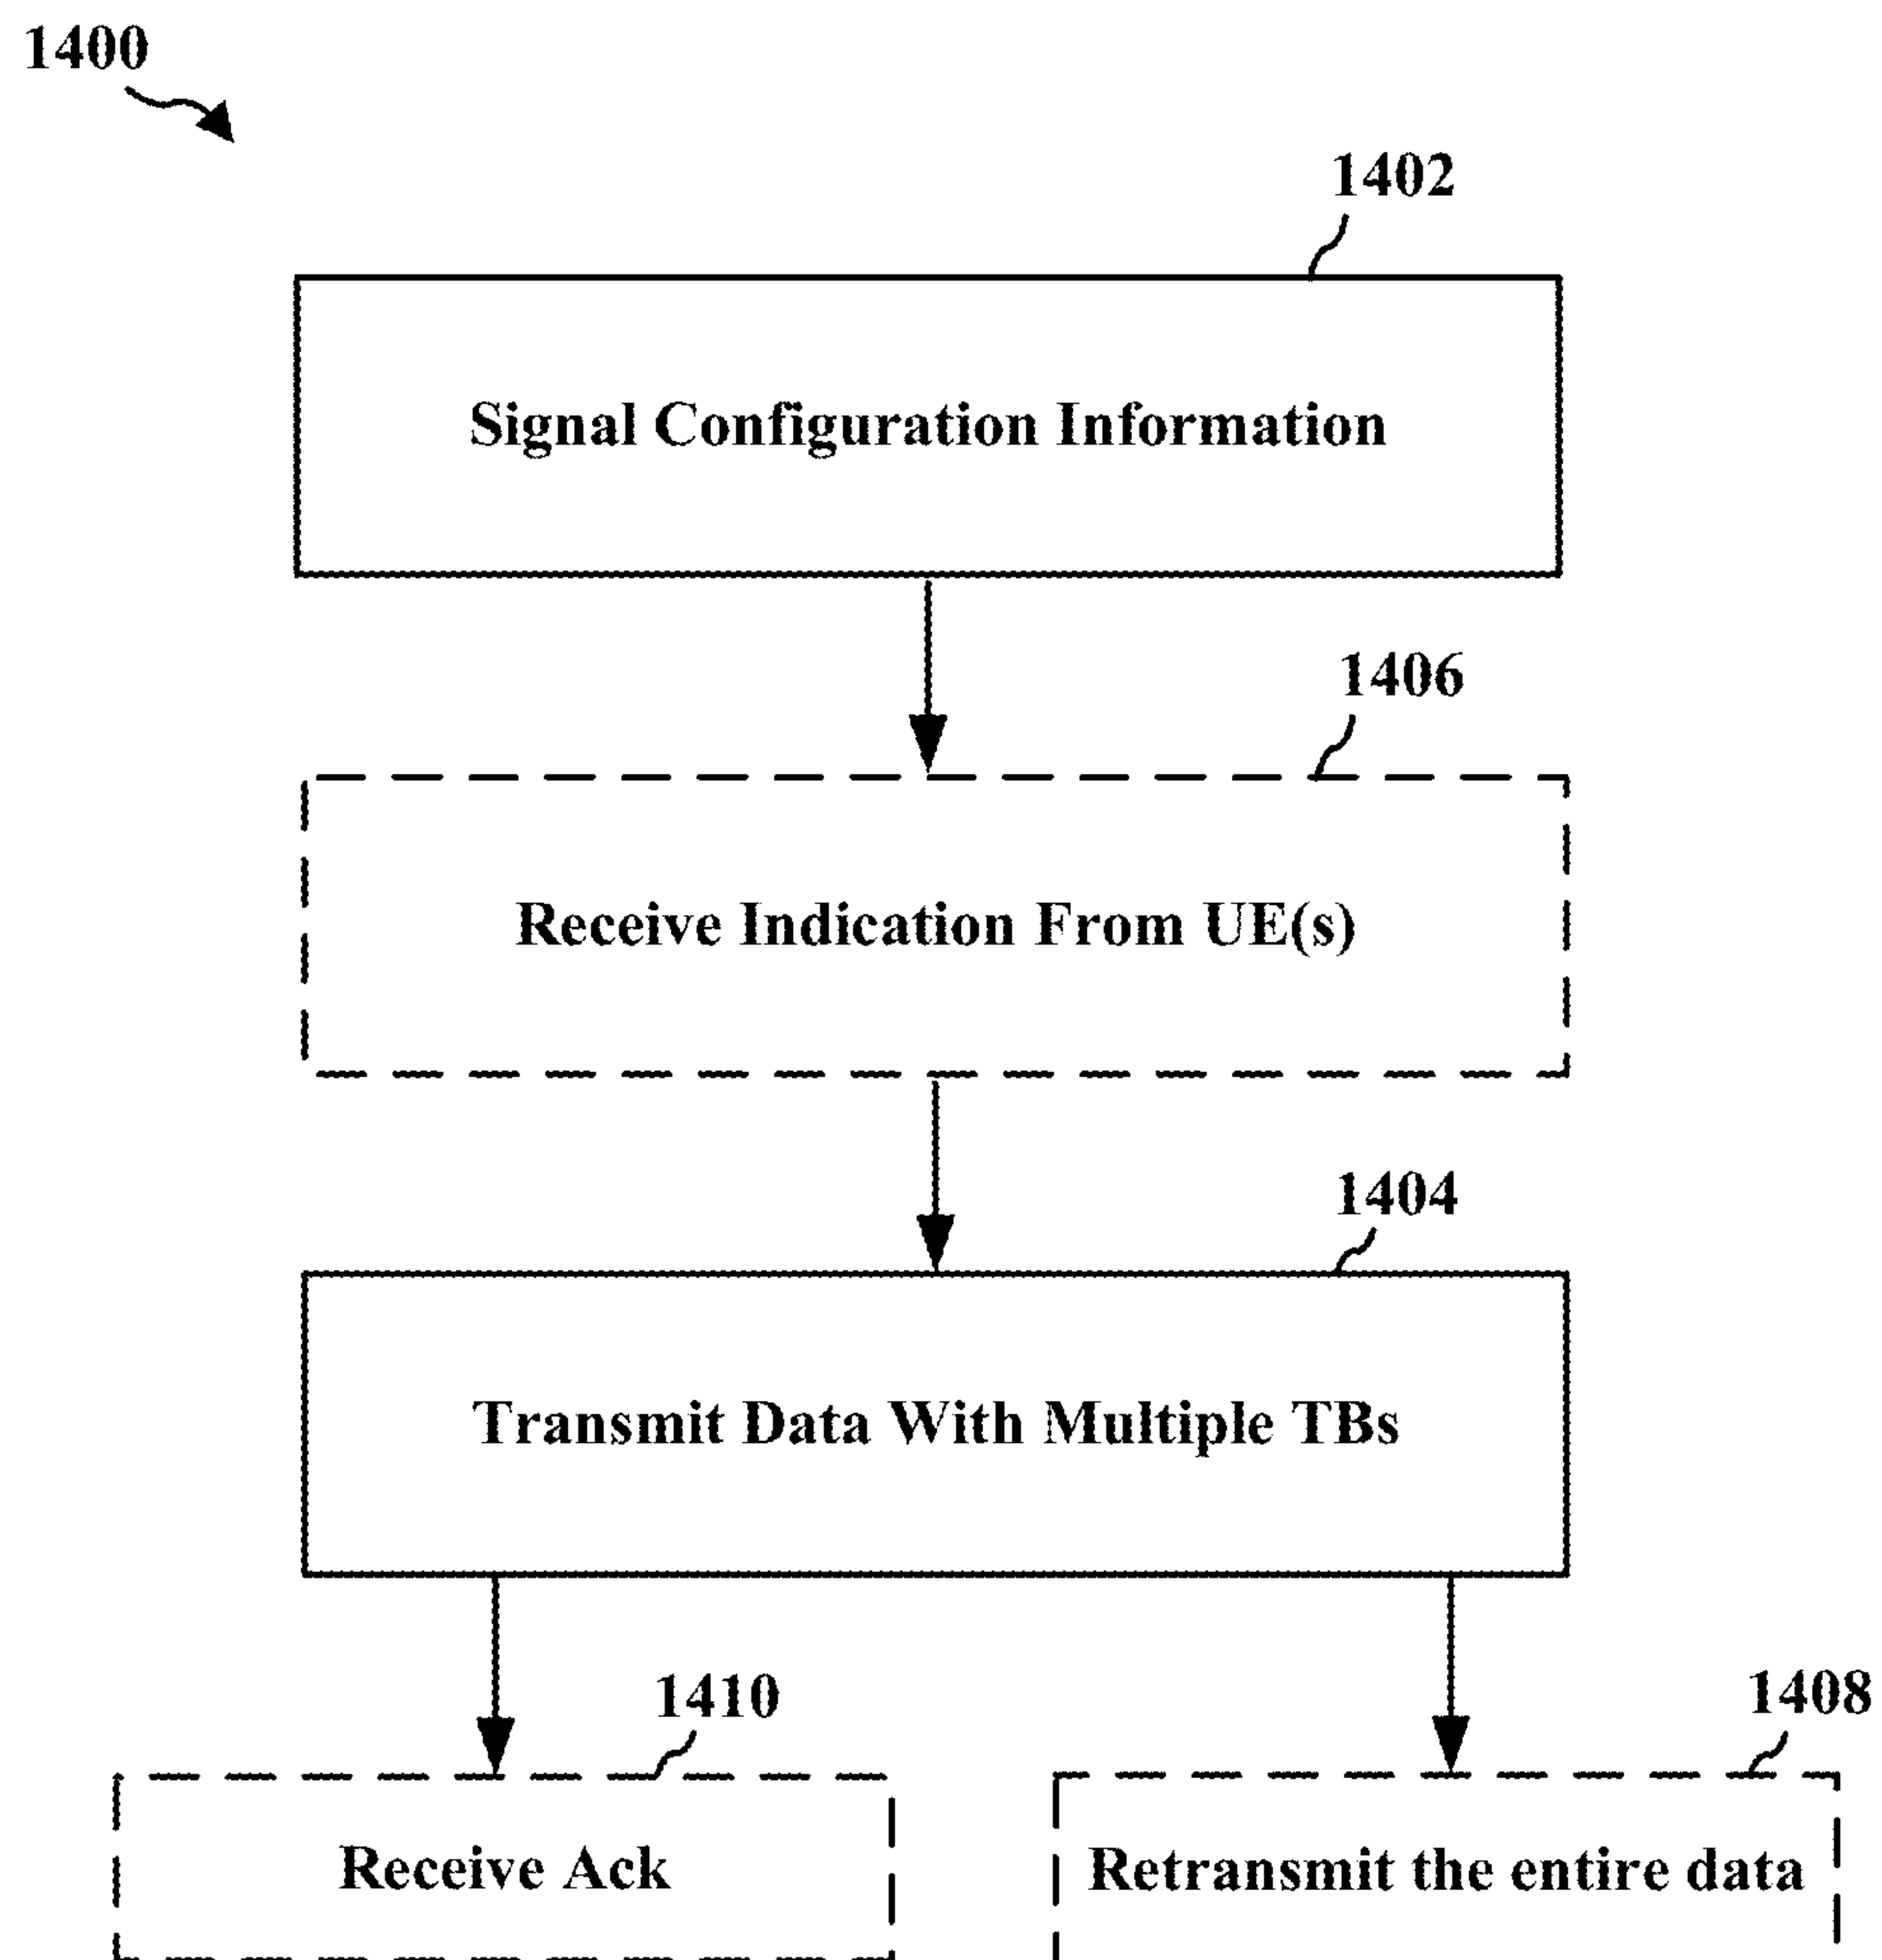 1400
1402
Signal Configuration Information
1406
Receive Indication From UE(s)
1404
Transmit Data With Multiple TBs
1410
1408
Receive Ack
Retransmit the entire data